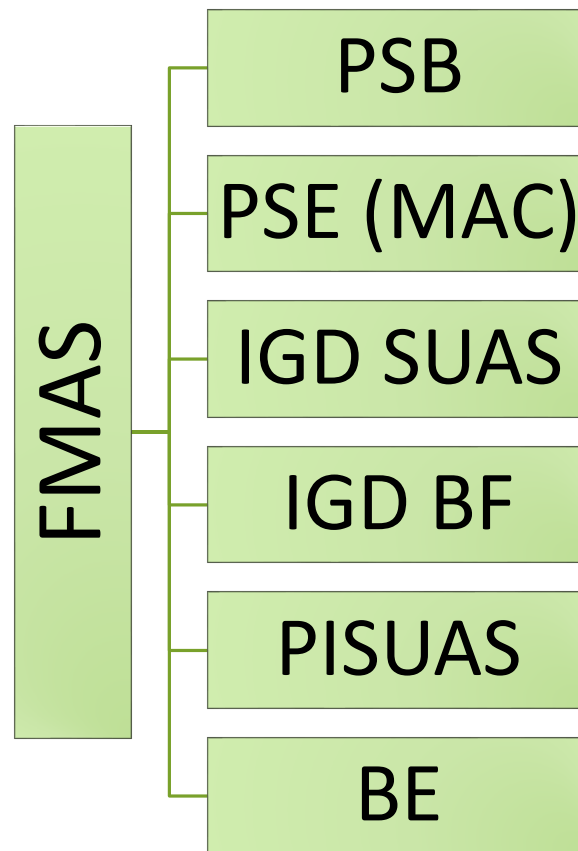 FMAS
PSB
PSE (MAC)
IGD SUAS
IGD BF
PISUAS
BE